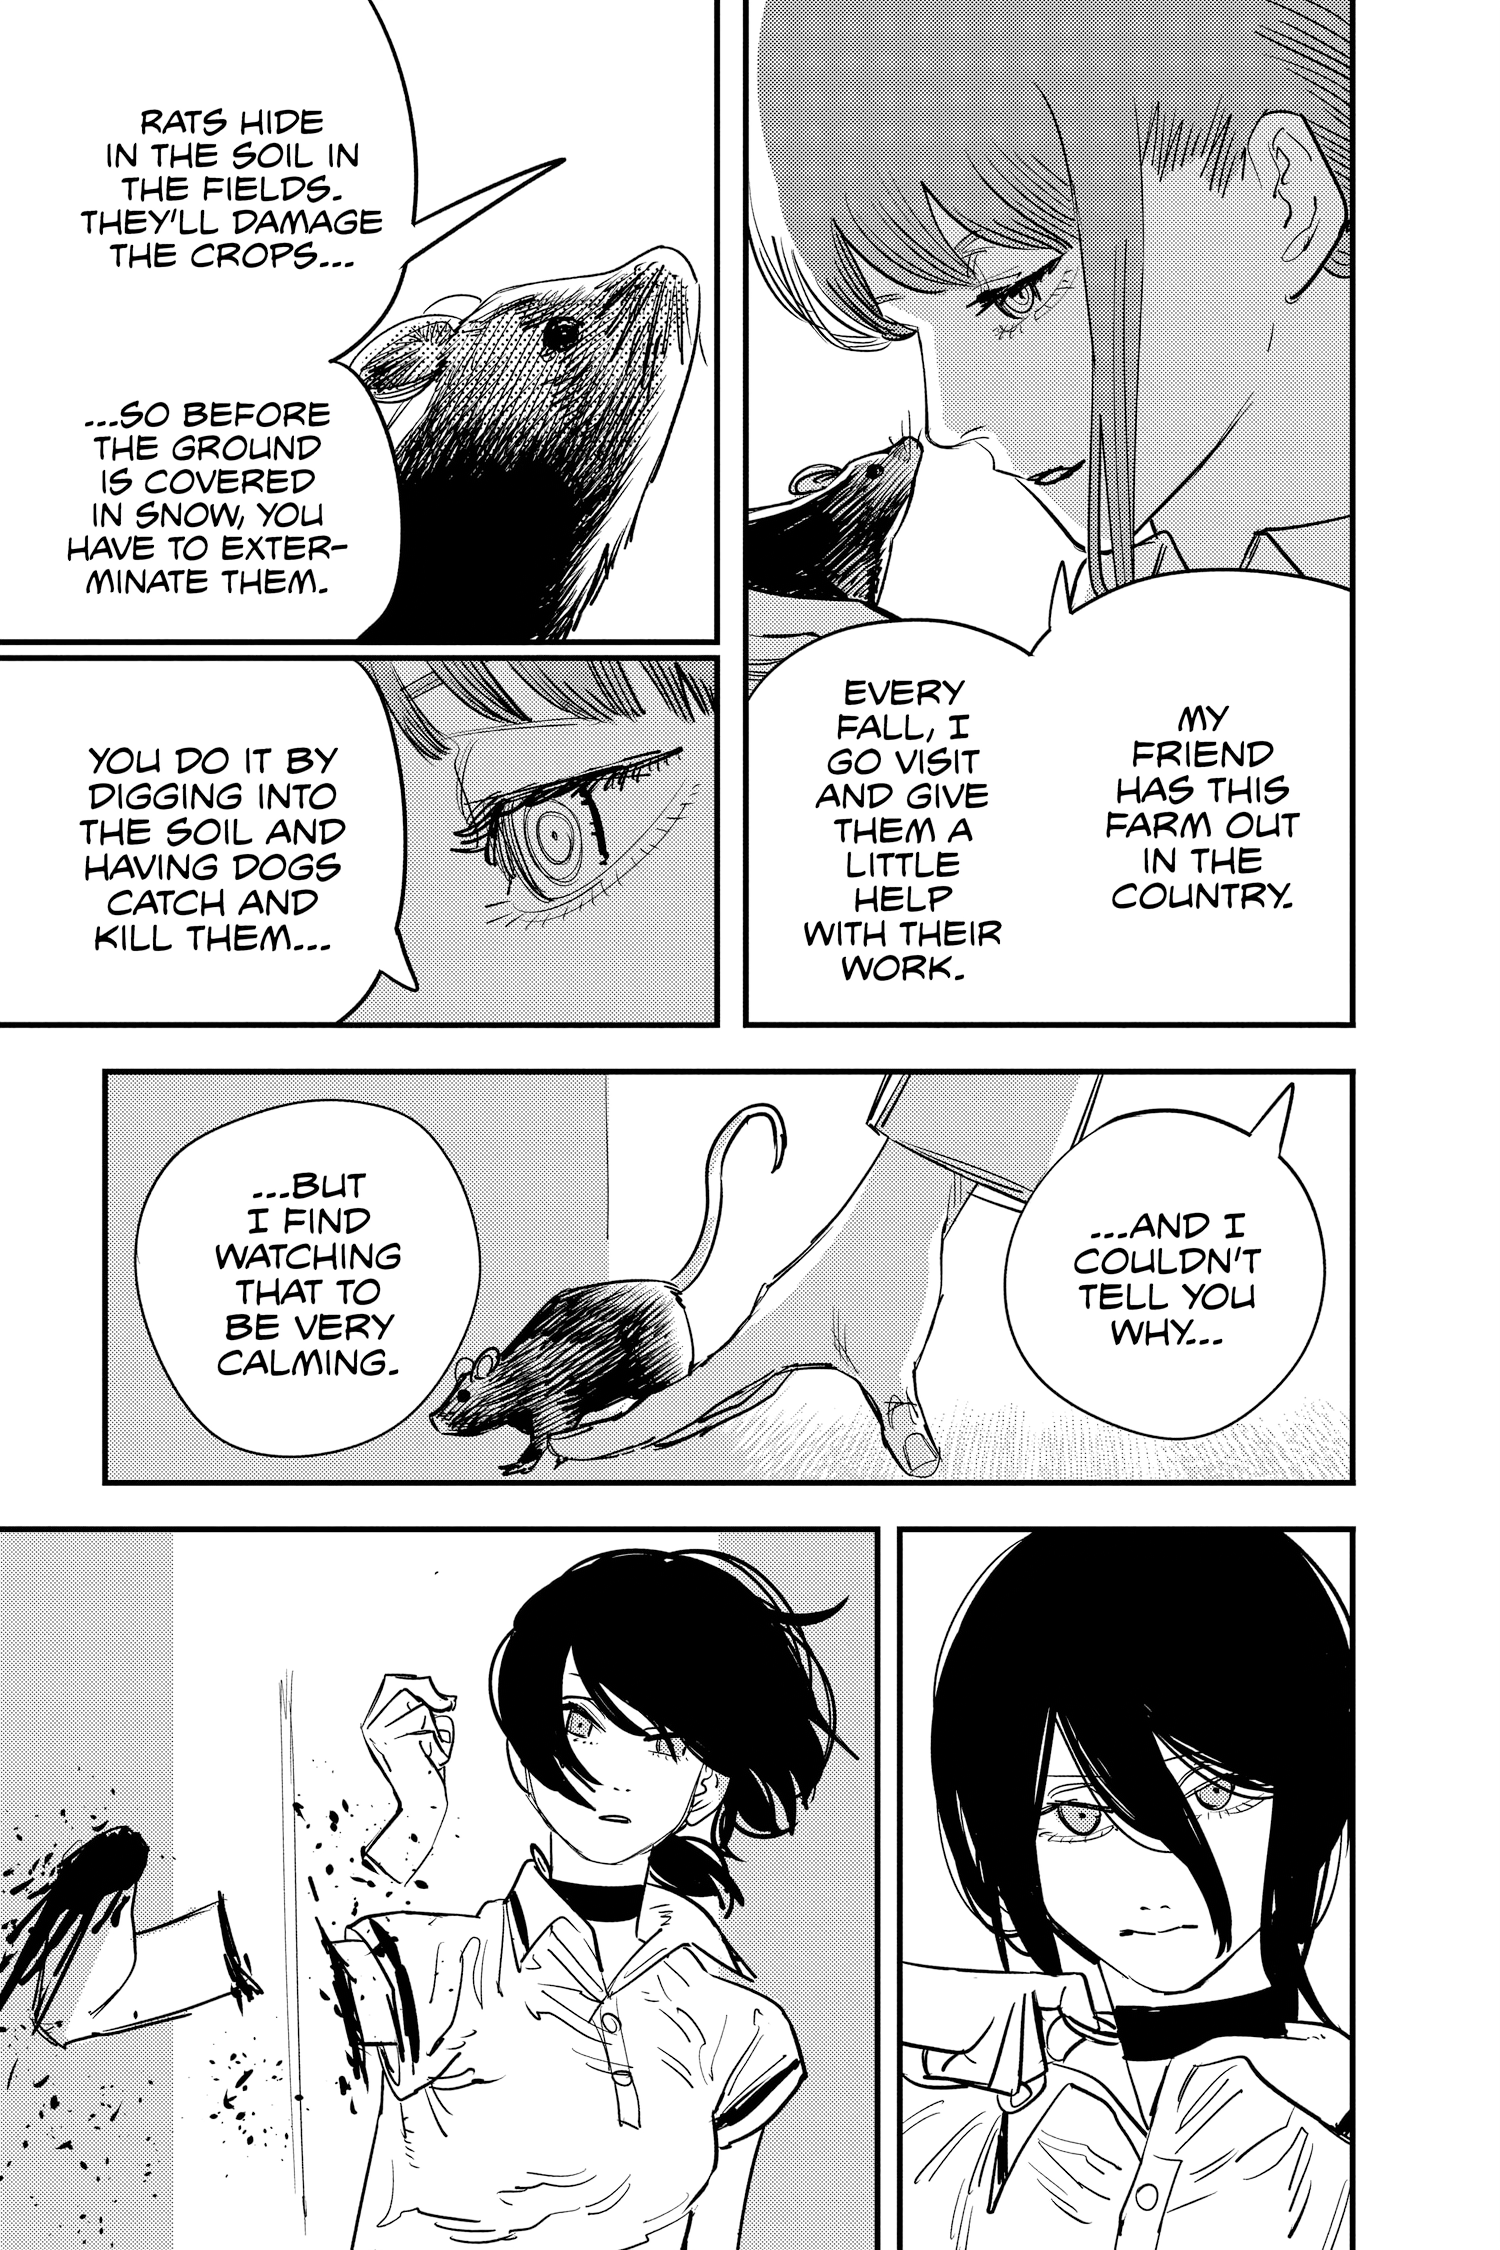 MY
FRIEND
HAS THIS
FARM OUT
IN THE
COUNTRY.
EVERY
FALL, I
GO VISIT
AND GIVE
THEM A
LITTLE
HELP
WITH THEIR
WORK.
RATS HIDE
IN THE SOIL IN
THE FIELDS.
THEY'LL DAMAGE
THE CROPS...
...SO BEFORE
THE GROUND
IS COVERED
IN SNOW, YOU
HAVE TO EXTER-
MINATE THEM.
YOU DO IT BY
DIGGING INTO
THE SOIL AND
HAVING DOGS
CATCH AND
KILL THEM...
...AND I
COULDN'T
TELL YOU
WHY...
...BUT
I FIND
WATCHING
THAT TO
BE VERY
CALMING.